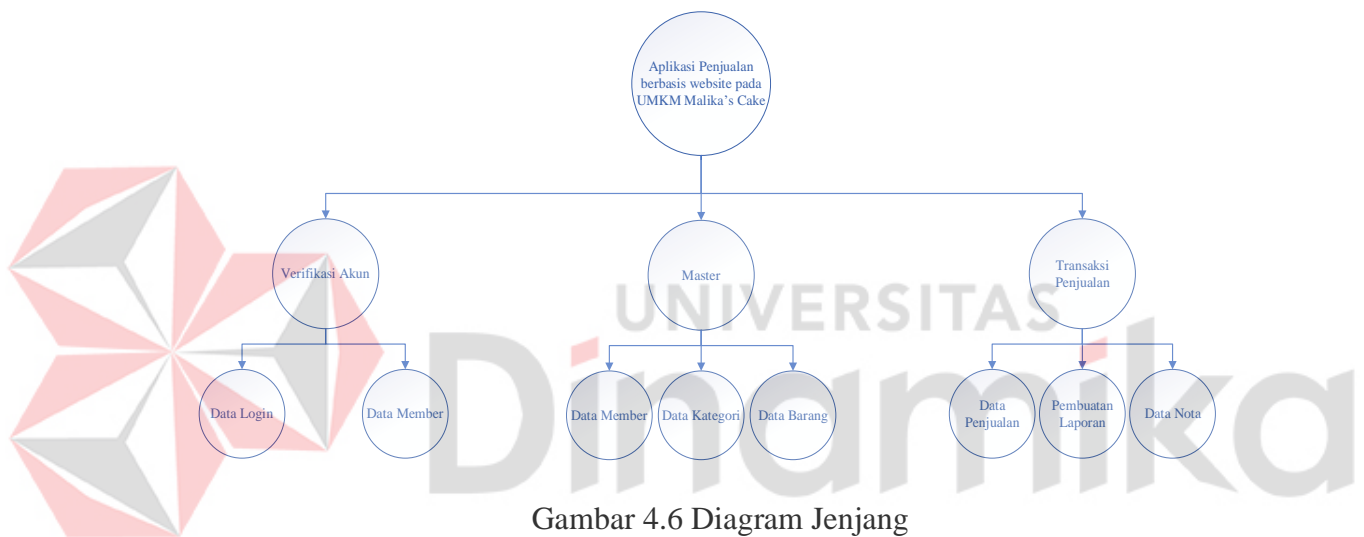 Aplikasi Penjualan
berbasis website pada
UMKM Malika's Cake
Verifikasi Akun
Master
Transaksi
Penjualan
UNIVERSITAS
Dinamika
Data Login
Data Member
Data Member
Data Kategori
Data Barang
Data
Penjualan
Pembuatan
Laporan
Data Nota
Gambar 4.6 Diagram Jenjang